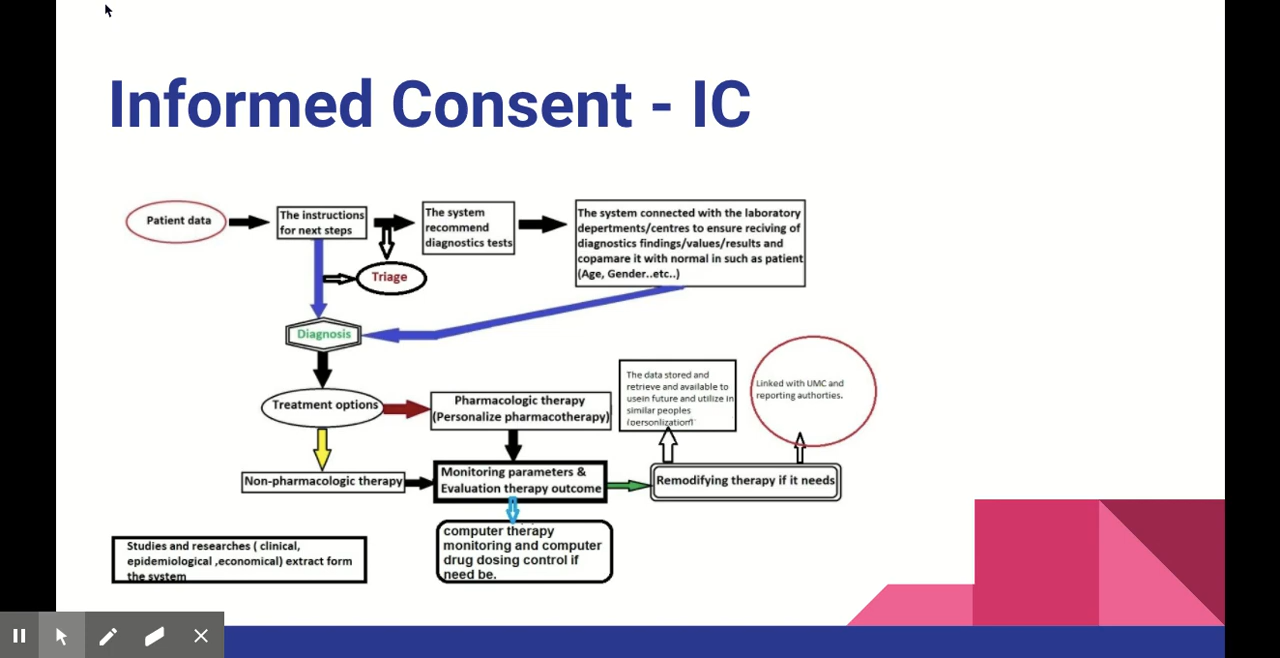 Informed Consent - IC
Patient data
The instructions
for next steps
The system
recommend
diagnostics tests
The system connected with the laboratory
depertments/centres to ensure reciving of
diagnostics findings/values/results and
copamare it with normal in such as patient
(Age, Gender..etc..)
Triage
Diagnosis
Treatment options
Pharmacologic therapy
(Personalize pharmacotherapy)
The data stored and
retrieve and available to
usein future and utilize in
similar peoples
(personlization)
Linked with UMC and
reporting authorties.
Non-pharmacologic therapy
Monitoring parameters &
Evaluation therapy outcome
Remodifying therapy if it needs
computer therapy
monitoring and computer
drug dosing control if
need be.
Studies and researches ( clinical,
epidemiological ,economical) extract form
the system